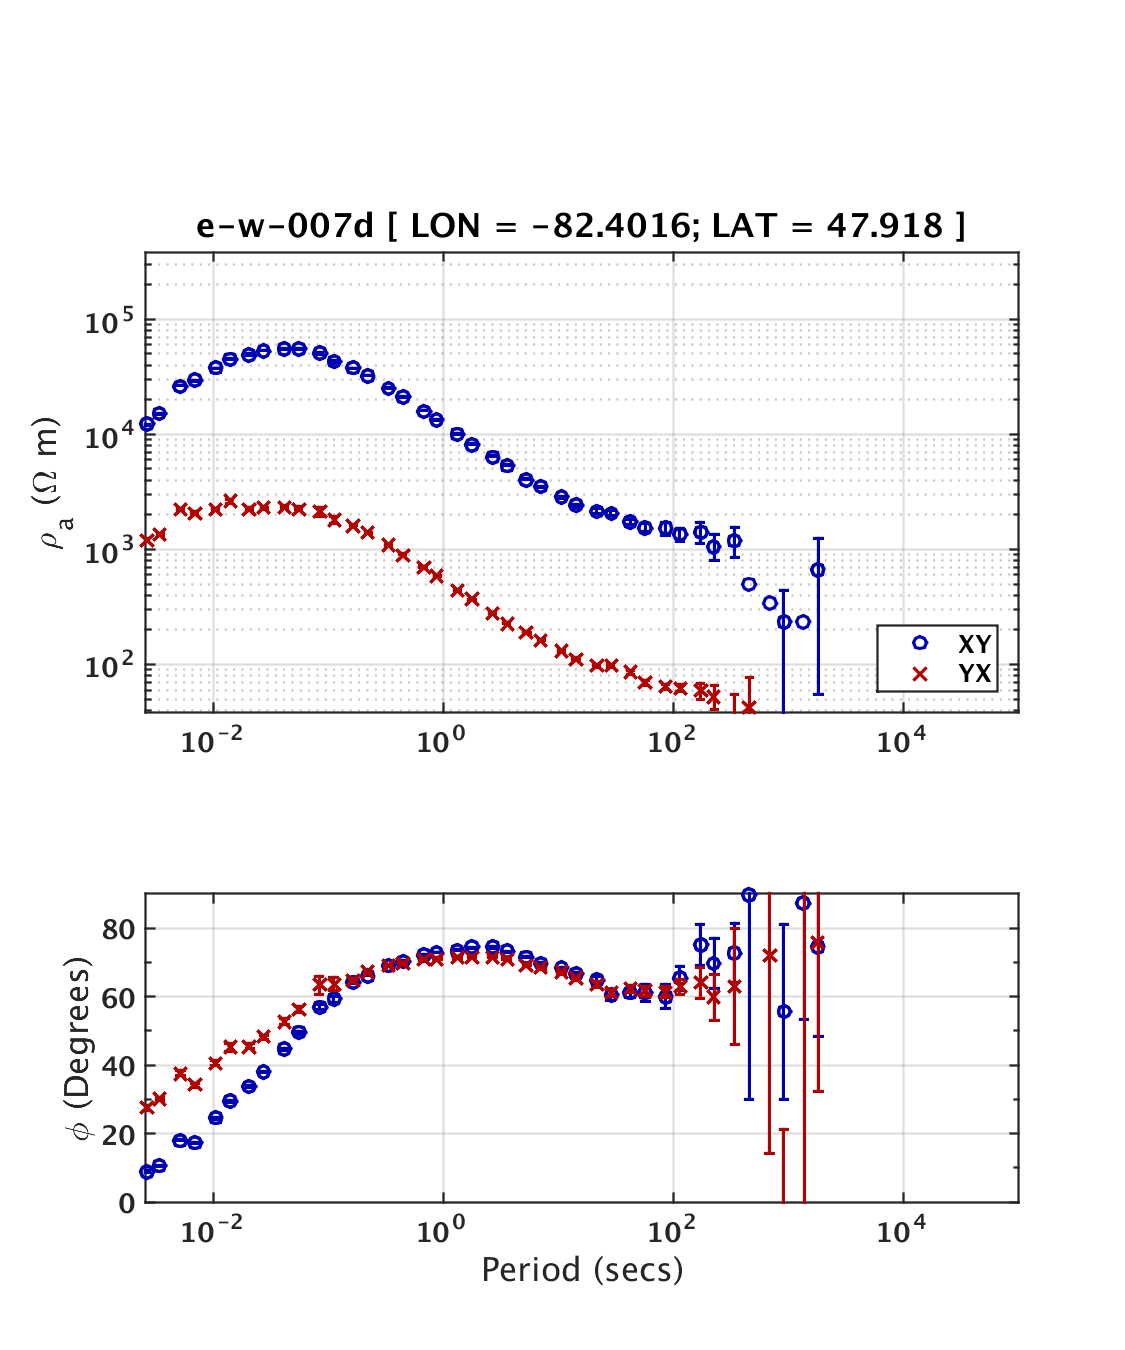 e-w-007d [ LON = -82.4016; LAT = 47.918 ]
10^5
10^4
10^3
10^2
ρ_a (Ω m)
XY
YX
10^-2 10^0 10^2 10^4
80
60
40
20
0
ϕ (Degrees)
10^-2 10^0 10^2 10^4
Period (secs)